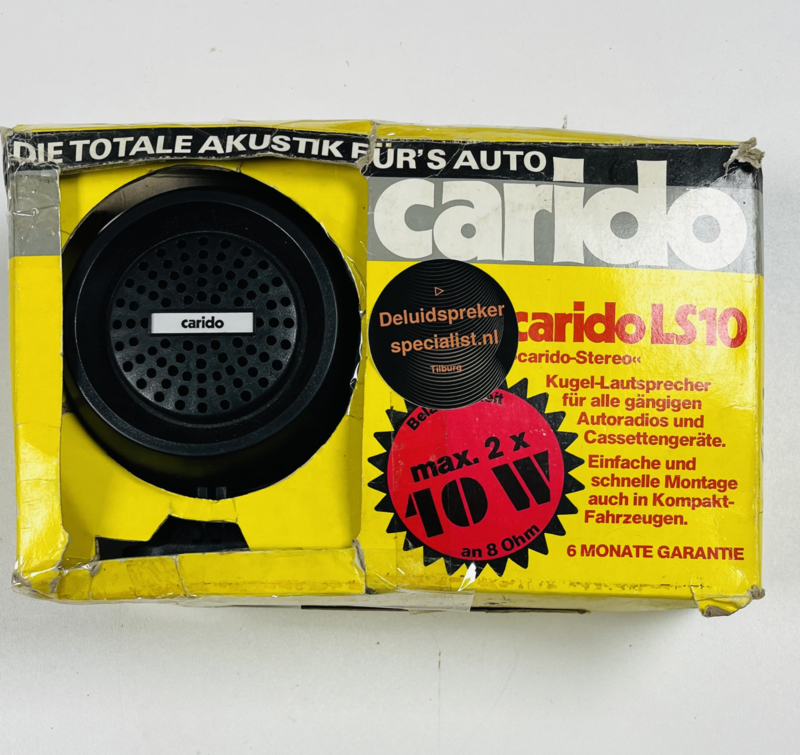 DIE TOTALE AKUSTIK FÜR'S AUTO
carido
carido
Deluidspreker
specialist.nl
Tilburg
carido LS10
»carido-Stereo«
Kugel-Lautsprecher
für alle gängigen
Autoradios und
Cassettengeräte.
Einfache und
schnelle Montage
auch in Kompakt-
Fahrzeugen.
6 MONATE GARANTIE
max. 2 x
10 W
an 8 Ohm